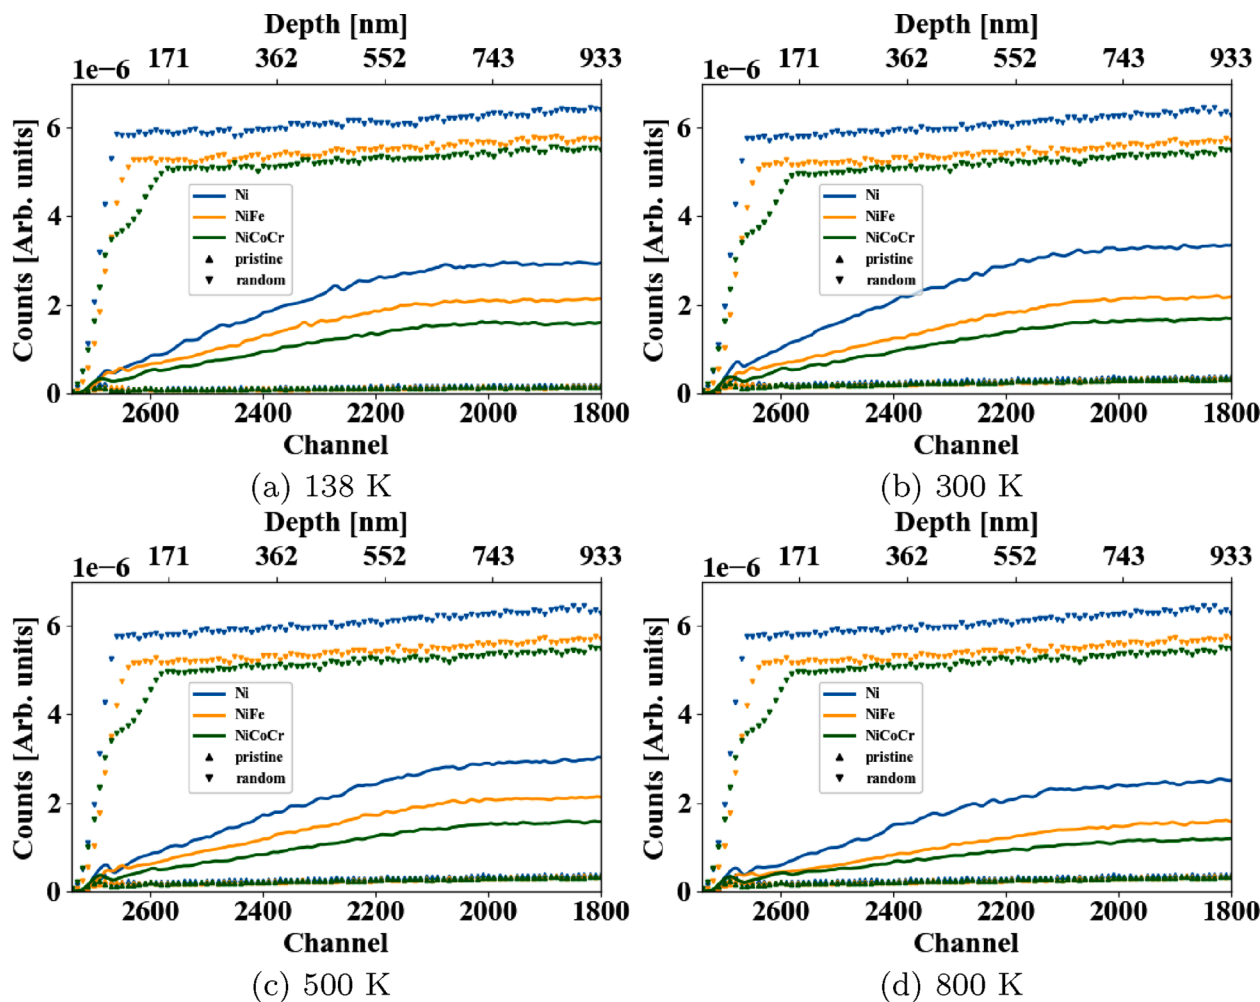 Depth [nm]
171 362 552 743 933
1e−6
Counts [Arb. units]
6
4
2
0
Ni
NiFe
NiCoCr
pristine
random
2600 2400 2200 2000 1800
Channel
(a) 138 K
Depth [nm]
171 362 552 743 933
1e−6
Counts [Arb. units]
6
4
2
0
Ni
NiFe
NiCoCr
pristine
random
2600 2400 2200 2000 1800
Channel
(b) 300 K
Depth [nm]
171 362 552 743 933
1e−6
Counts [Arb. units]
6
4
2
0
Ni
NiFe
NiCoCr
pristine
random
2600 2400 2200 2000 1800
Channel
(c) 500 K
Depth [nm]
171 362 552 743 933
1e−6
Counts [Arb. units]
6
4
2
0
Ni
NiFe
NiCoCr
pristine
random
2600 2400 2200 2000 1800
Channel
(d) 800 K